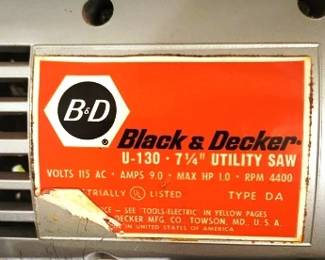 B&D
®
Black & Decker®
U-130 · 7¼" UTILITY SAW
VOLTS 115 AC · AMPS 9.0 · MAX HP 1.0 · RPM 4400
UL LISTED TYPE DA
— SEE "TOOLS-ELECTRIC" IN YELLOW PAGES
DECKER MFG. CO., TOWSON, MD., U.S.A.
IN UNITED STATES OF AMERICA